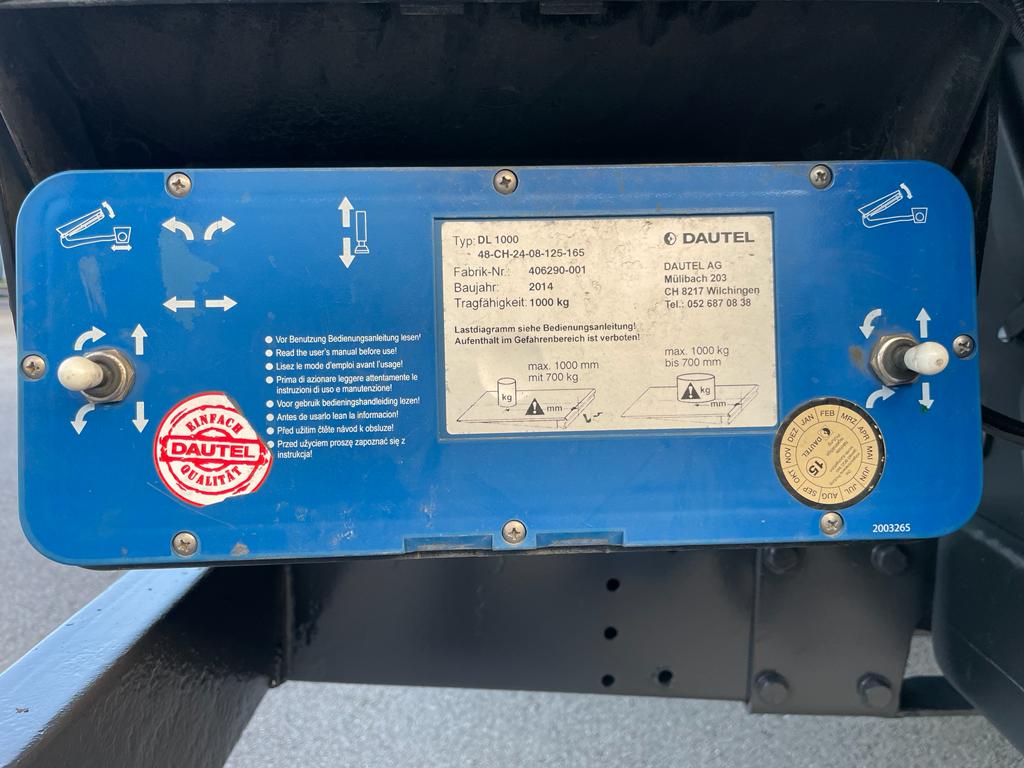 Typ: DL 1000
48-CH-24-08-125-165
Fabrik-Nr.: 406290-001
Baujahr: 2014
Tragfähigkeit: 1000 kg
DAUTEL
DAUTEL AG
Mülibach 203
CH 8217 Wilchingen
Tel.: 052 687 08 38
Lastdiagramm siehe Bedienungsanleitung!
Aufenthalt im Gefahrenbereich ist verboten!
max. 1000 mm
mit 700 kg
kg
mm
max. 1000 kg
bis 700 mm
kg
mm
Vor Benutzung Bedienungsanleitung lesen!
Read the user's manual before use!
Lisez le mode d'emploi avant l'usage!
Prima di azionare leggere attentamente le
instruzioni di uso e manutenzione!
Voor gebruik bedieningshandleiding lezen!
Antes de usarlo lean la informacion!
Před užitím čtěte návod k obsluze!
Przed użyciem proszę zapoznać się z
instrukcja!
EINFACH
DAUTEL
QUALITÄT
JAN FEB MRZ APR MAI JUN JUL AUG SEP OKT NOV DEZ
DAUTEL
15
2003265